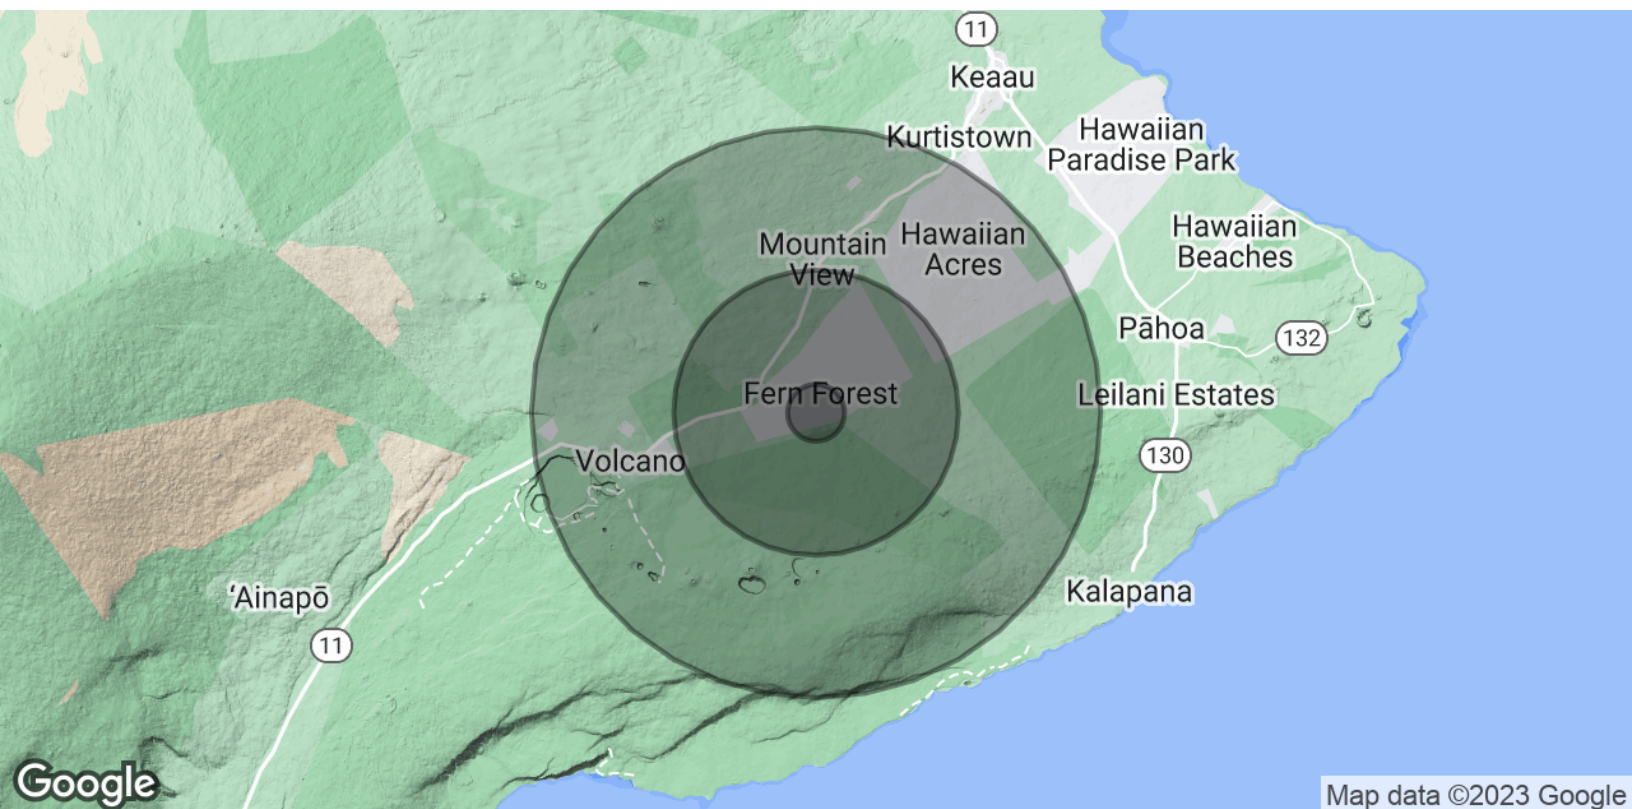 11
Keaau
Kurtistown
Hawaiian
Paradise Park
Mountain
View
Hawaiian
Acres
Hawaiian
Beaches
Pāhoa
132
Fern Forest
Leilani Estates
Volcano
130
ʻAinapō
Kalapana
11
Google
Map data ©2023 Google